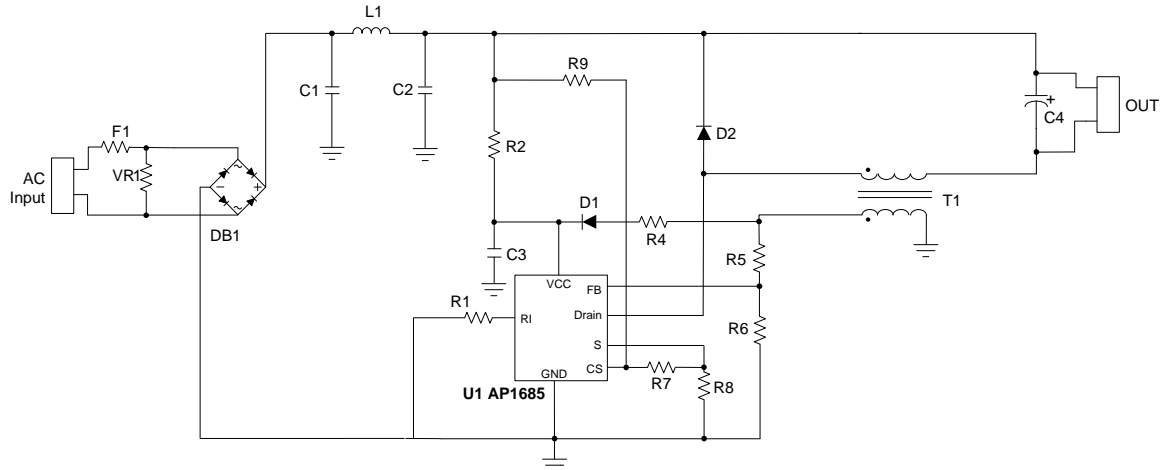 L1
R9
C1
C2
D2
+
C4
OUT
F1
R2
VR1
AC
Input
~
− +
~
DB1
D1
R4
T1
C3
R5
VCC
FB
R1
RI
Drain
R6
S
GND
CS
R7
R8
U1 AP1685